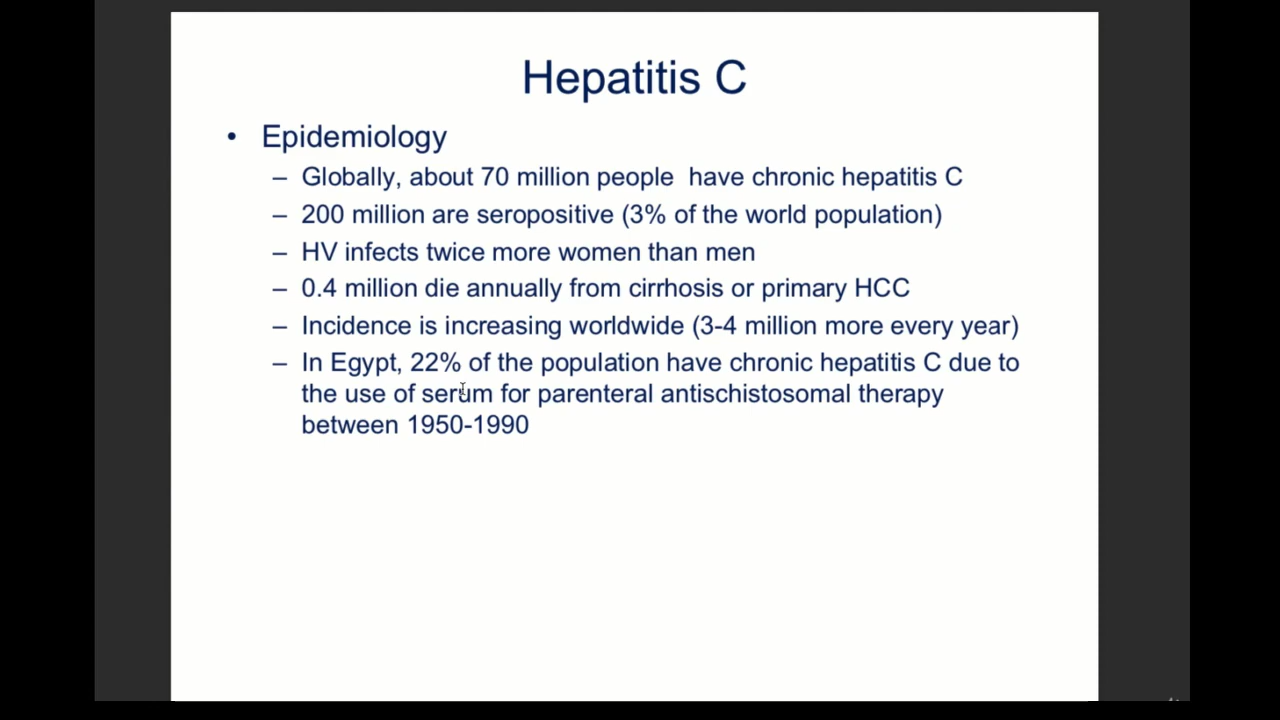 Hepatitis C
• Epidemiology
– Globally, about 70 million people have chronic hepatitis C
– 200 million are seropositive (3% of the world population)
– HV infects twice more women than men
– 0.4 million die annually from cirrhosis or primary HCC
– Incidence is increasing worldwide (3-4 million more every year)
– In Egypt, 22% of the population have chronic hepatitis C due to
the use of serum for parenteral antischistosomal therapy
between 1950-1990